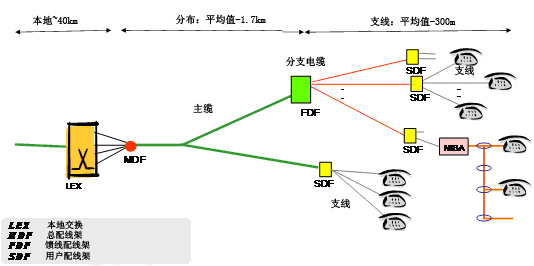 本地~40km
分布：平均值-1.7km
支线：平均值-300m
分支电缆
SDF
支线
SDF
主缆
FDF
MDF
SDF
LEX
SDF
支线
LEX 本地交换
MDF 总配线架
FDF 馈线配线架
SDF 用户配线架